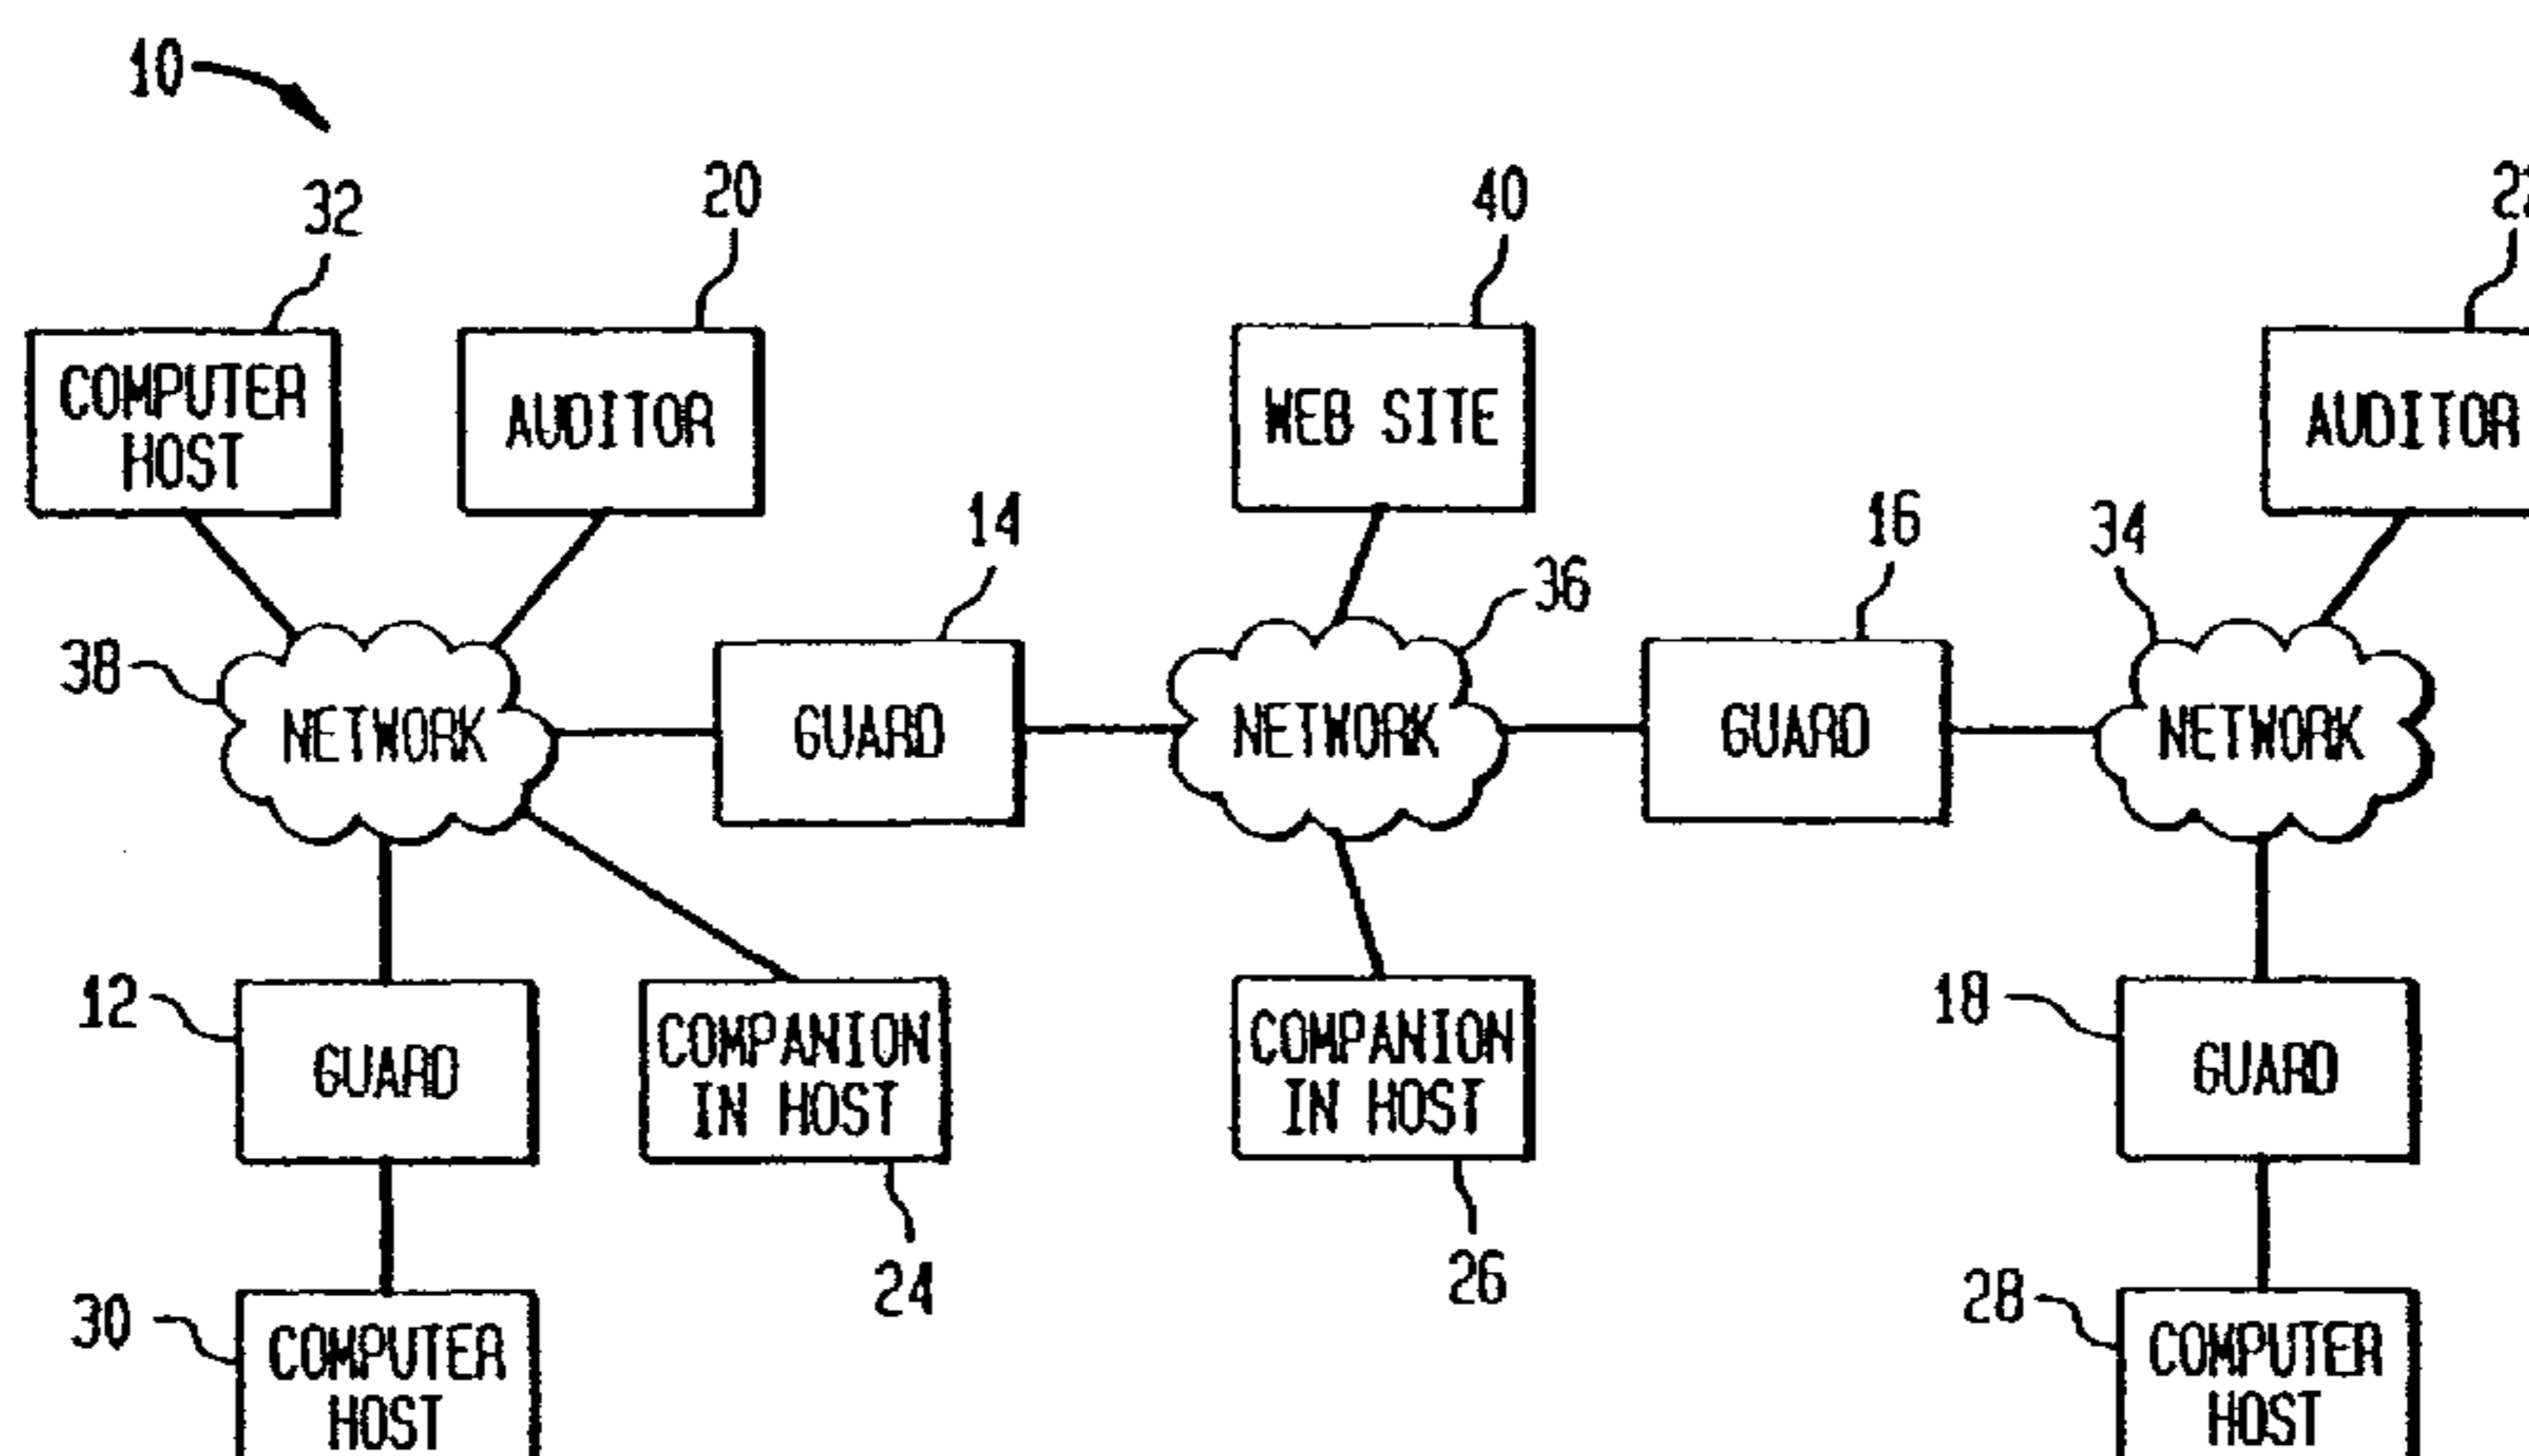 10
32
20
40
22
COMPUTER
HOST
AUDITOR
WEB SITE
AUDITOR
14
16
34
36
38
NETWORK
GUARD
NETWORK
GUARD
NETWORK
12
GUARD
COMPANION
IN HOST
COMPANION
IN HOST
18
GUARD
24
26
30
COMPUTER
HOST
28
COMPUTER
HOST